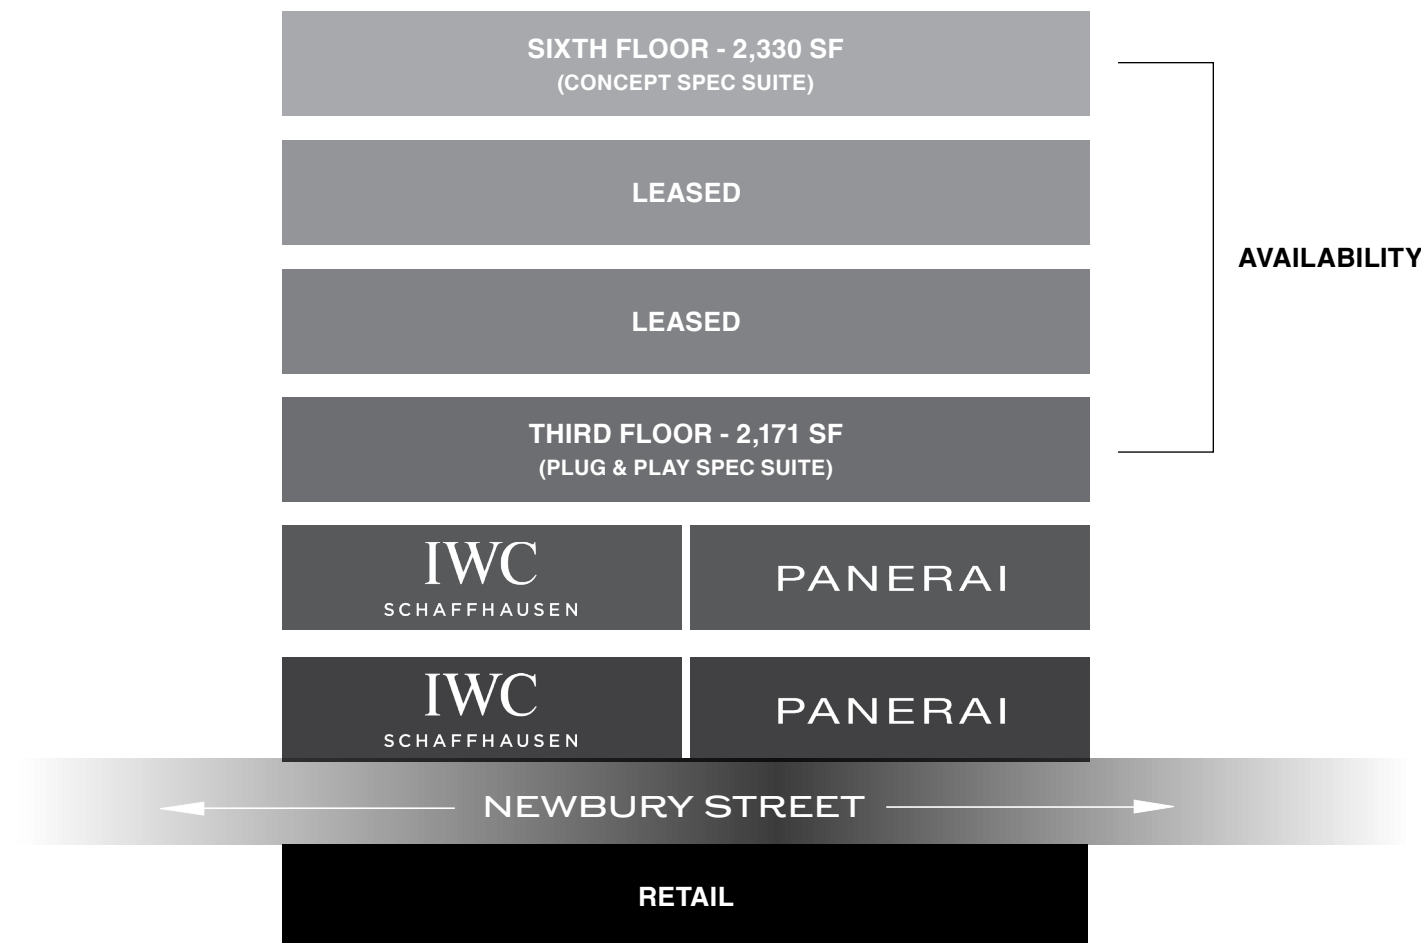 SIXTH FLOOR - 2,330 SF
(CONCEPT SPEC SUITE)
LEASED
AVAILABILITY
LEASED
THIRD FLOOR - 2,171 SF
(PLUG & PLAY SPEC SUITE)
IWC
SCHAFFHAUSEN
PANERAI
IWC
SCHAFFHAUSEN
PANERAI
NEWBURY STREET
RETAIL